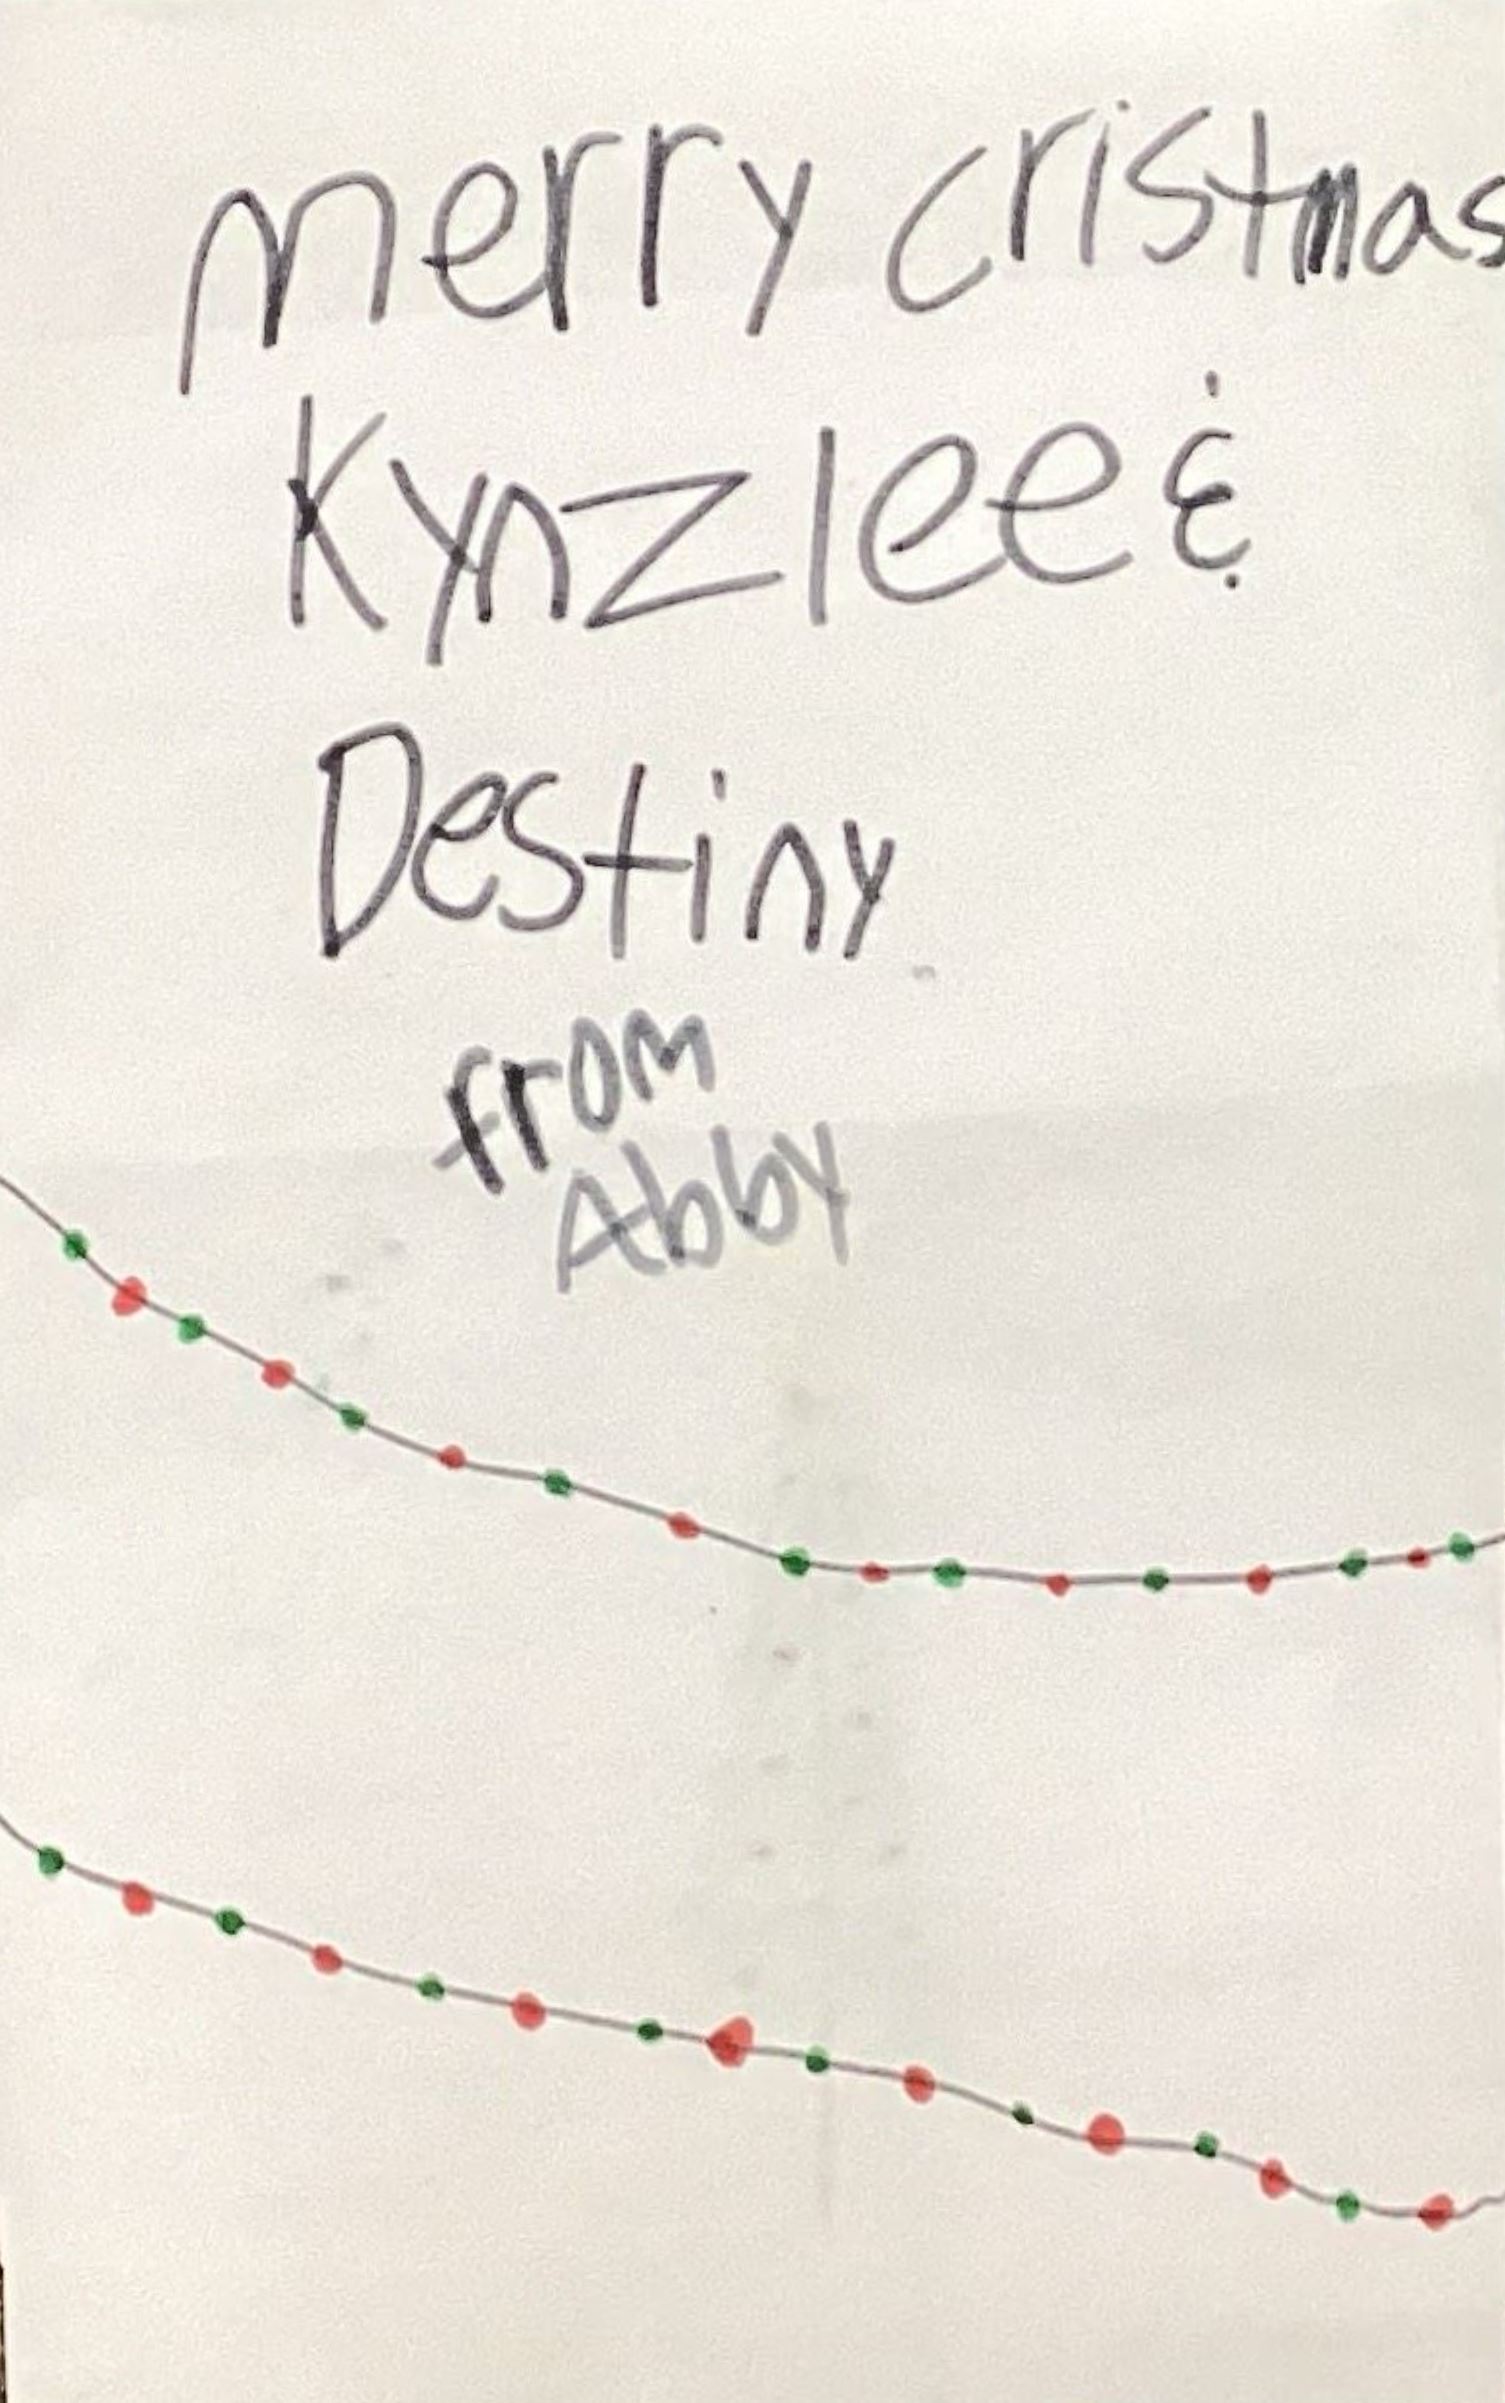 merry cristmas
Kynzlee &
Destiny
from
Abby